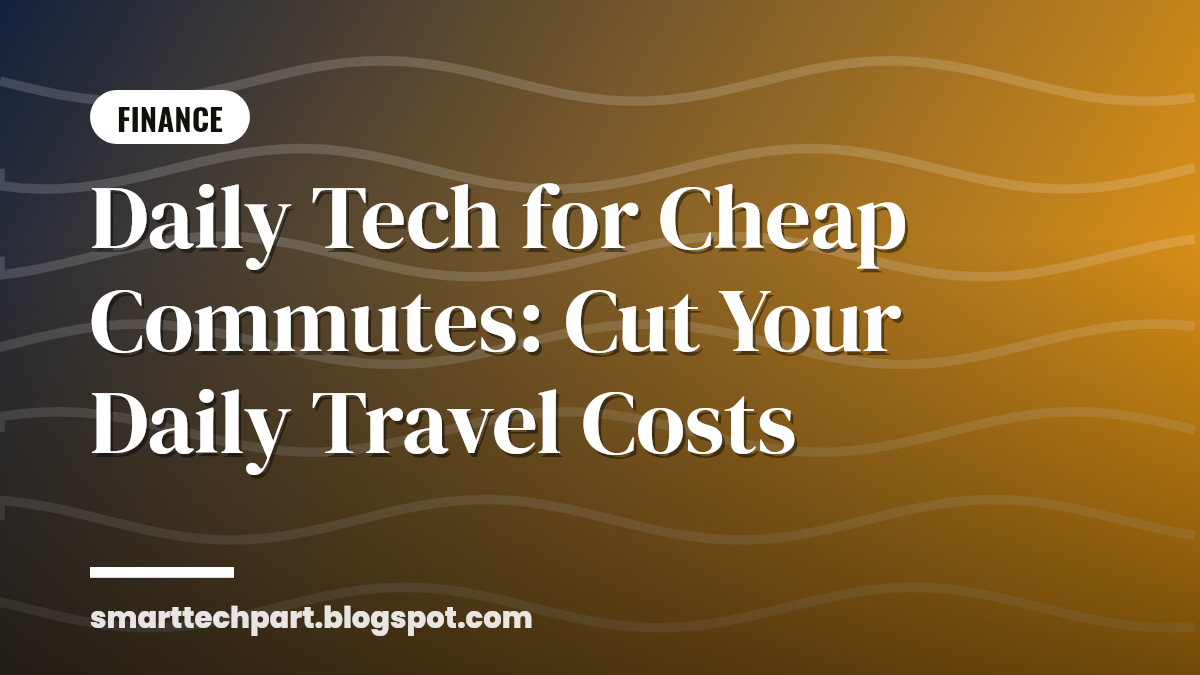 FINANCE
Daily Tech for Cheap
Commutes: Cut Your
Daily Travel Costs
smarttechpart.blogspot.com